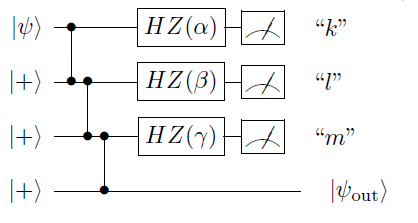 |ψ⟩ HZ(α) “k”
|+⟩ HZ(β) “l”
|+⟩ HZ(γ) “m”
|+⟩ |ψout⟩